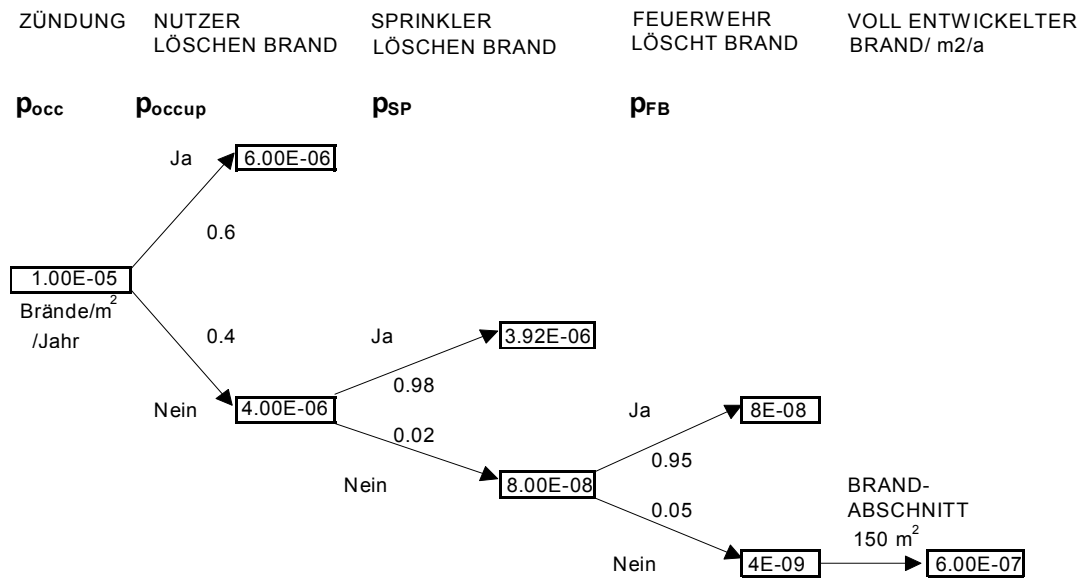 ZÜNDUNG NUTZER SPRINKLER FEUERWEHR VOLL ENTWICKELTER
LÖSCHEN BRAND LÖSCHEN BRAND LÖSCHT BRAND BRAND/ m2/a
pocc poccup pSP pFB
Ja 6.00E-06
0.6
1.00E-05
Brände/m2
/Jahr
0.4 Ja 3.92E-06
0.98
Nein 4.00E-06 Ja 8E-08
0.02
0.95
Nein 8.00E-08 BRAND-
0.05 ABSCHNITT
150 m2
Nein 4E-09 6.00E-07